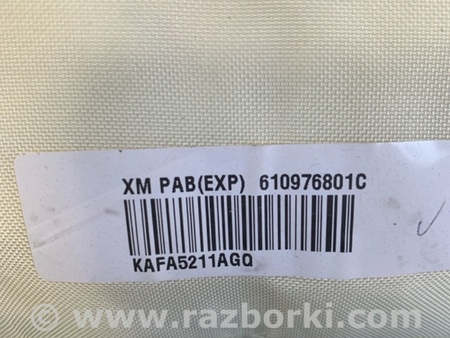 XM PAB(EXP) 610976801C
KAFA5211AGQ
www.razborki.com